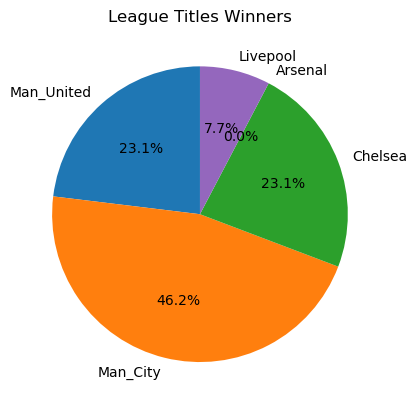 League Titles Winners
Livepool
Arsenal
Man_United
Chelsea
Man_City
7.7%
0.0%
23.1%
23.1%
46.2%